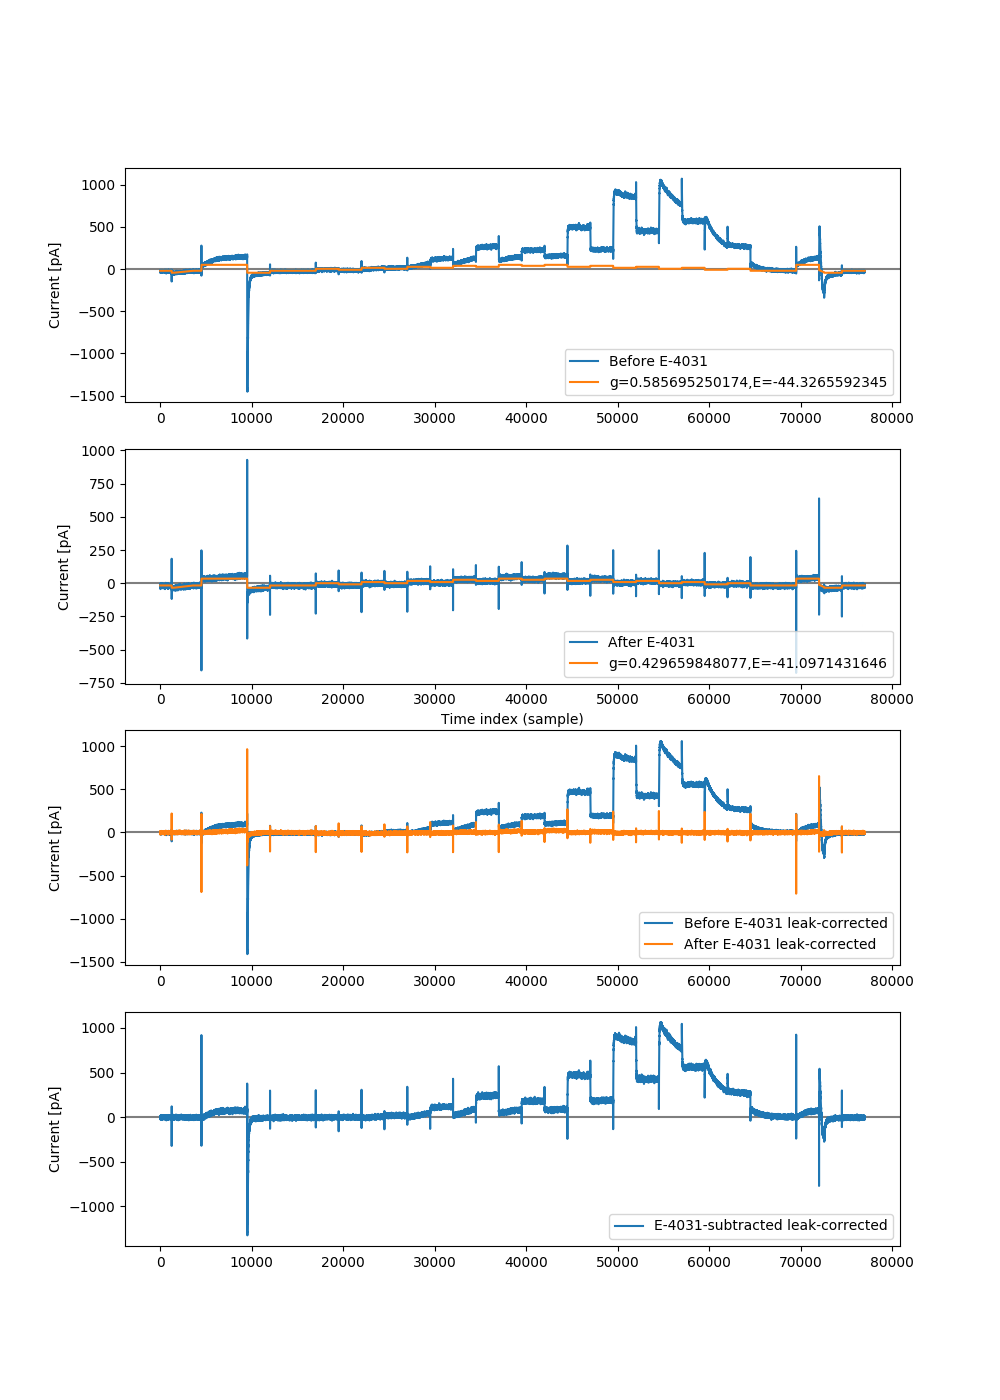 1000
500
0
−500
−1000
−1500
Current [pA]
Before E-4031
g=0.585695250174,E=-44.3265592345
0 10000 20000 30000 40000 50000 60000 70000 80000
1000
750
500
250
0
−250
−500
−750
Current [pA]
After E-4031
g=0.429659848077,E=-41.0971431646
0 10000 20000 30000 40000 50000 60000 70000 80000
Time index (sample)
1000
500
0
−500
−1000
−1500
Current [pA]
Before E-4031 leak-corrected
After E-4031 leak-corrected
0 10000 20000 30000 40000 50000 60000 70000 80000
1000
500
0
−500
−1000
Current [pA]
E-4031-subtracted leak-corrected
0 10000 20000 30000 40000 50000 60000 70000 80000